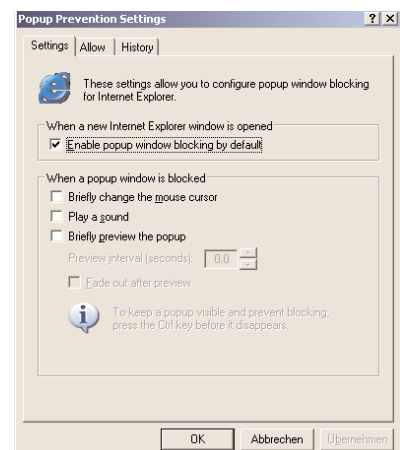 Popup Prevention Settings
Settings Allow History
These settings allow you to configure popup window blocking
for Internet Explorer.
When a new Internet Explorer window is opened
Enable popup window blocking by default
When a popup window is blocked
Briefly change the mouse cursor
Play a sound
Briefly preview the popup
Preview interval (seconds): 0.0
Fade out after preview
To keep a popup visible and prevent blocking,
press the Ctrl key before it disappears.
OK Abbrechen Übernehmen